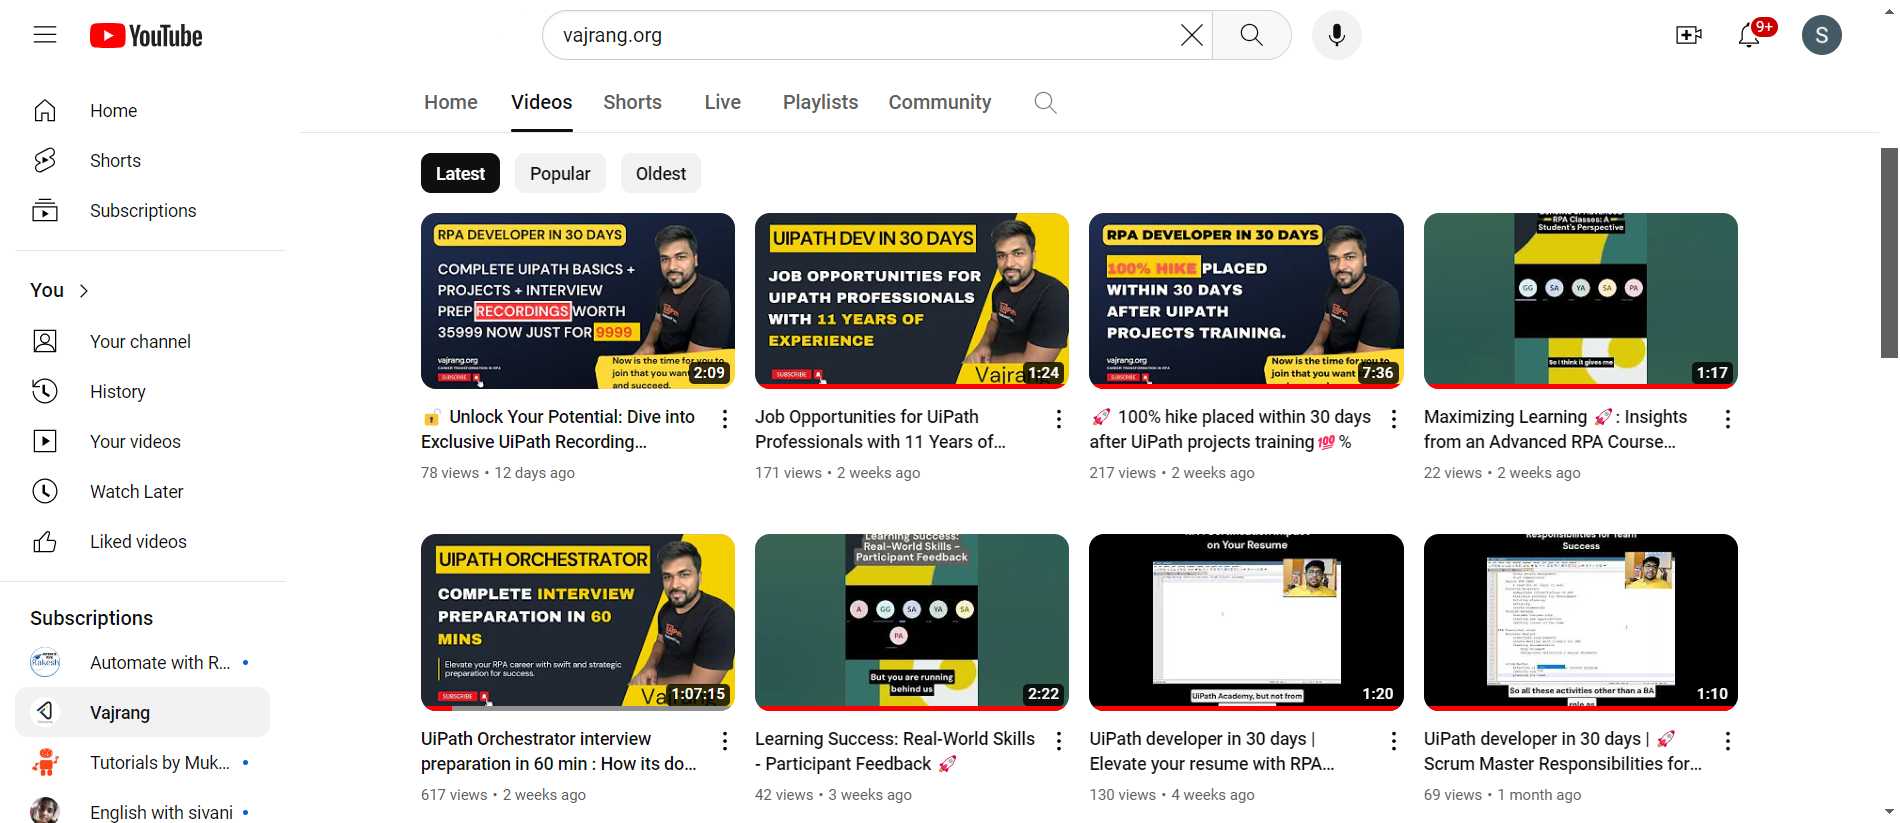 YouTube
vajrang.org
9+
S
Home
Videos
Shorts
Live
Playlists
Community
Latest
Popular
Oldest
Home
Shorts
Subscriptions
You
Your channel
History
Your videos
Watch Later
Liked videos
Subscriptions
Automate with R...
Vajrang
Tutorials by Muk...
English with sivani
RPA DEVELOPER IN 30 DAYS
COMPLETE UIPATH BASICS +
PROJECTS + INTERVIEW
PREP RECORDINGS WORTH
35999 NOW JUST FOR 9999
vajrang.org
SUBSCRIBE
Now is the time for you to
join that you want
and succeed.
2:09
🔓 Unlock Your Potential: Dive into
Exclusive UiPath Recording...
78 views • 12 days ago
UIPATH DEV IN 30 DAYS
JOB OPPORTUNITIES FOR
UIPATH PROFESSIONALS
WITH 11 YEARS OF
EXPERIENCE
SUBSCRIBE
1:24
Job Opportunities for UiPath
Professionals with 11 Years of...
171 views • 2 weeks ago
RPA DEVELOPER IN 30 DAYS
100% HIKE PLACED
WITHIN 30 DAYS
AFTER UIPATH
PROJECTS TRAINING.
vajrang.org
SUBSCRIBE
Now is the time for you to
join that you want
7:36
🚀 100% hike placed within 30 days
after UiPath projects training 💯 %
217 views • 2 weeks ago
RPA Classes: A
Student's Perspective
GG SA YA SA PA
So I think it gives me
1:17
Maximizing Learning 🚀: Insights
from an Advanced RPA Course...
22 views • 2 weeks ago
UIPATH ORCHESTRATOR
COMPLETE INTERVIEW
PREPARATION IN 60
MINS
Elevate your RPA career with swift and strategic
preparation for success.
SUBSCRIBE
1:07:15
UiPath Orchestrator interview
preparation in 60 min : How its do...
617 views • 2 weeks ago
Learning Success:
Real-World Skills -
Participant Feedback
A GG SA YA SA
PA
But you are running
behind us
2:22
Learning Success: Real-World Skills
- Participant Feedback 🚀
42 views • 3 weeks ago
on Your Resume
UiPath Academy, but not from
1:20
UiPath developer in 30 days |
Elevate your resume with RPA...
130 views • 4 weeks ago
Responsibilities for Team
Success
So all these activities other than a BA
role as
1:10
UiPath developer in 30 days | 🚀
Scrum Master Responsibilities for...
69 views • 1 month ago